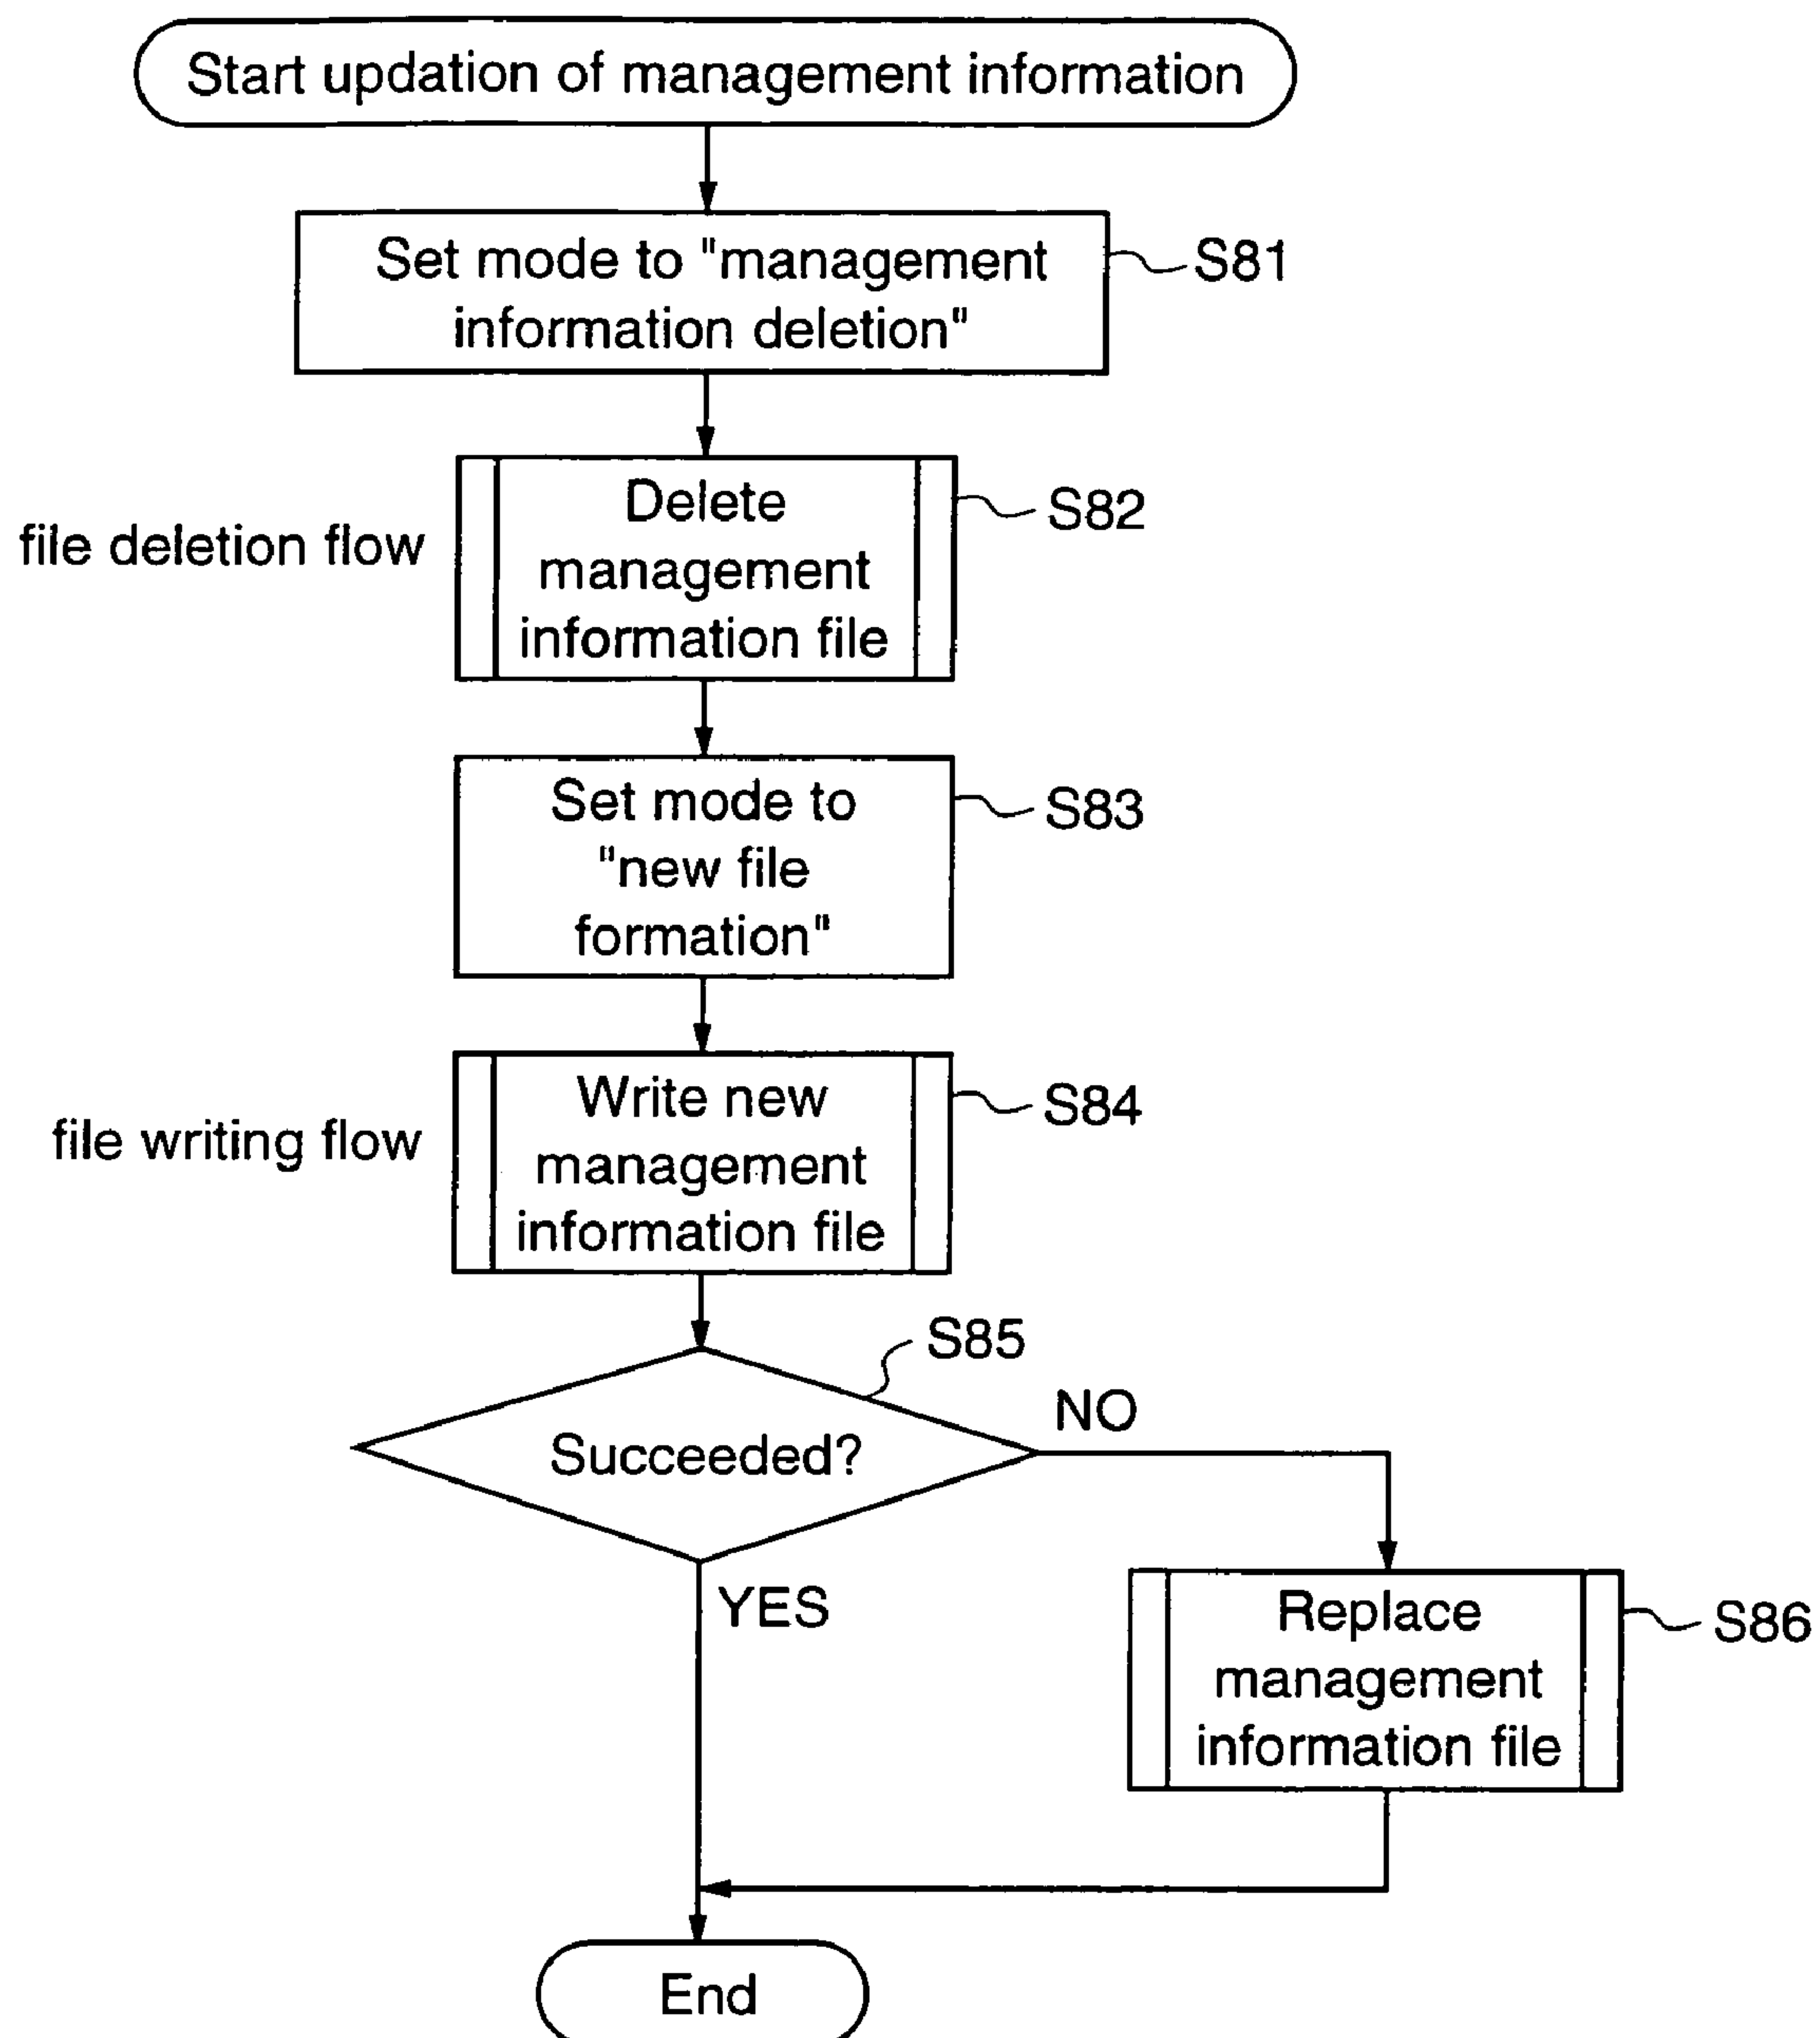 Start updation of management information
Set mode to "management
information deletion"
S81
file deletion flow
Delete
management
information file
S82
Set mode to
"new file
formation"
S83
file writing flow
Write new
management
information file
S84
S85
Succeeded?
NO
YES
Replace
management
information file
S86
End